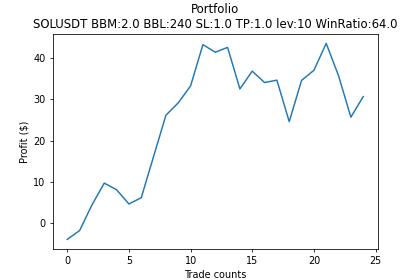 Portfolio
SOLUSDT BBM:2.0 BBL:240 SL:1.0 TP:1.0 lev:10 WinRatio:64.0
40
30
20
10
0
Profit ($)
0 5 10 15 20 25
Trade counts